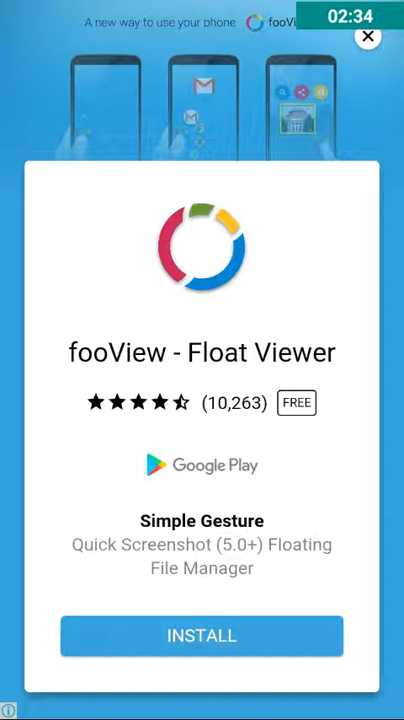 02:34
A new way to use your phone
fooVi
fooView - Float Viewer
(10,263) FREE
Google Play
Simple Gesture
Quick Screenshot (5.0+) Floating
File Manager
INSTALL